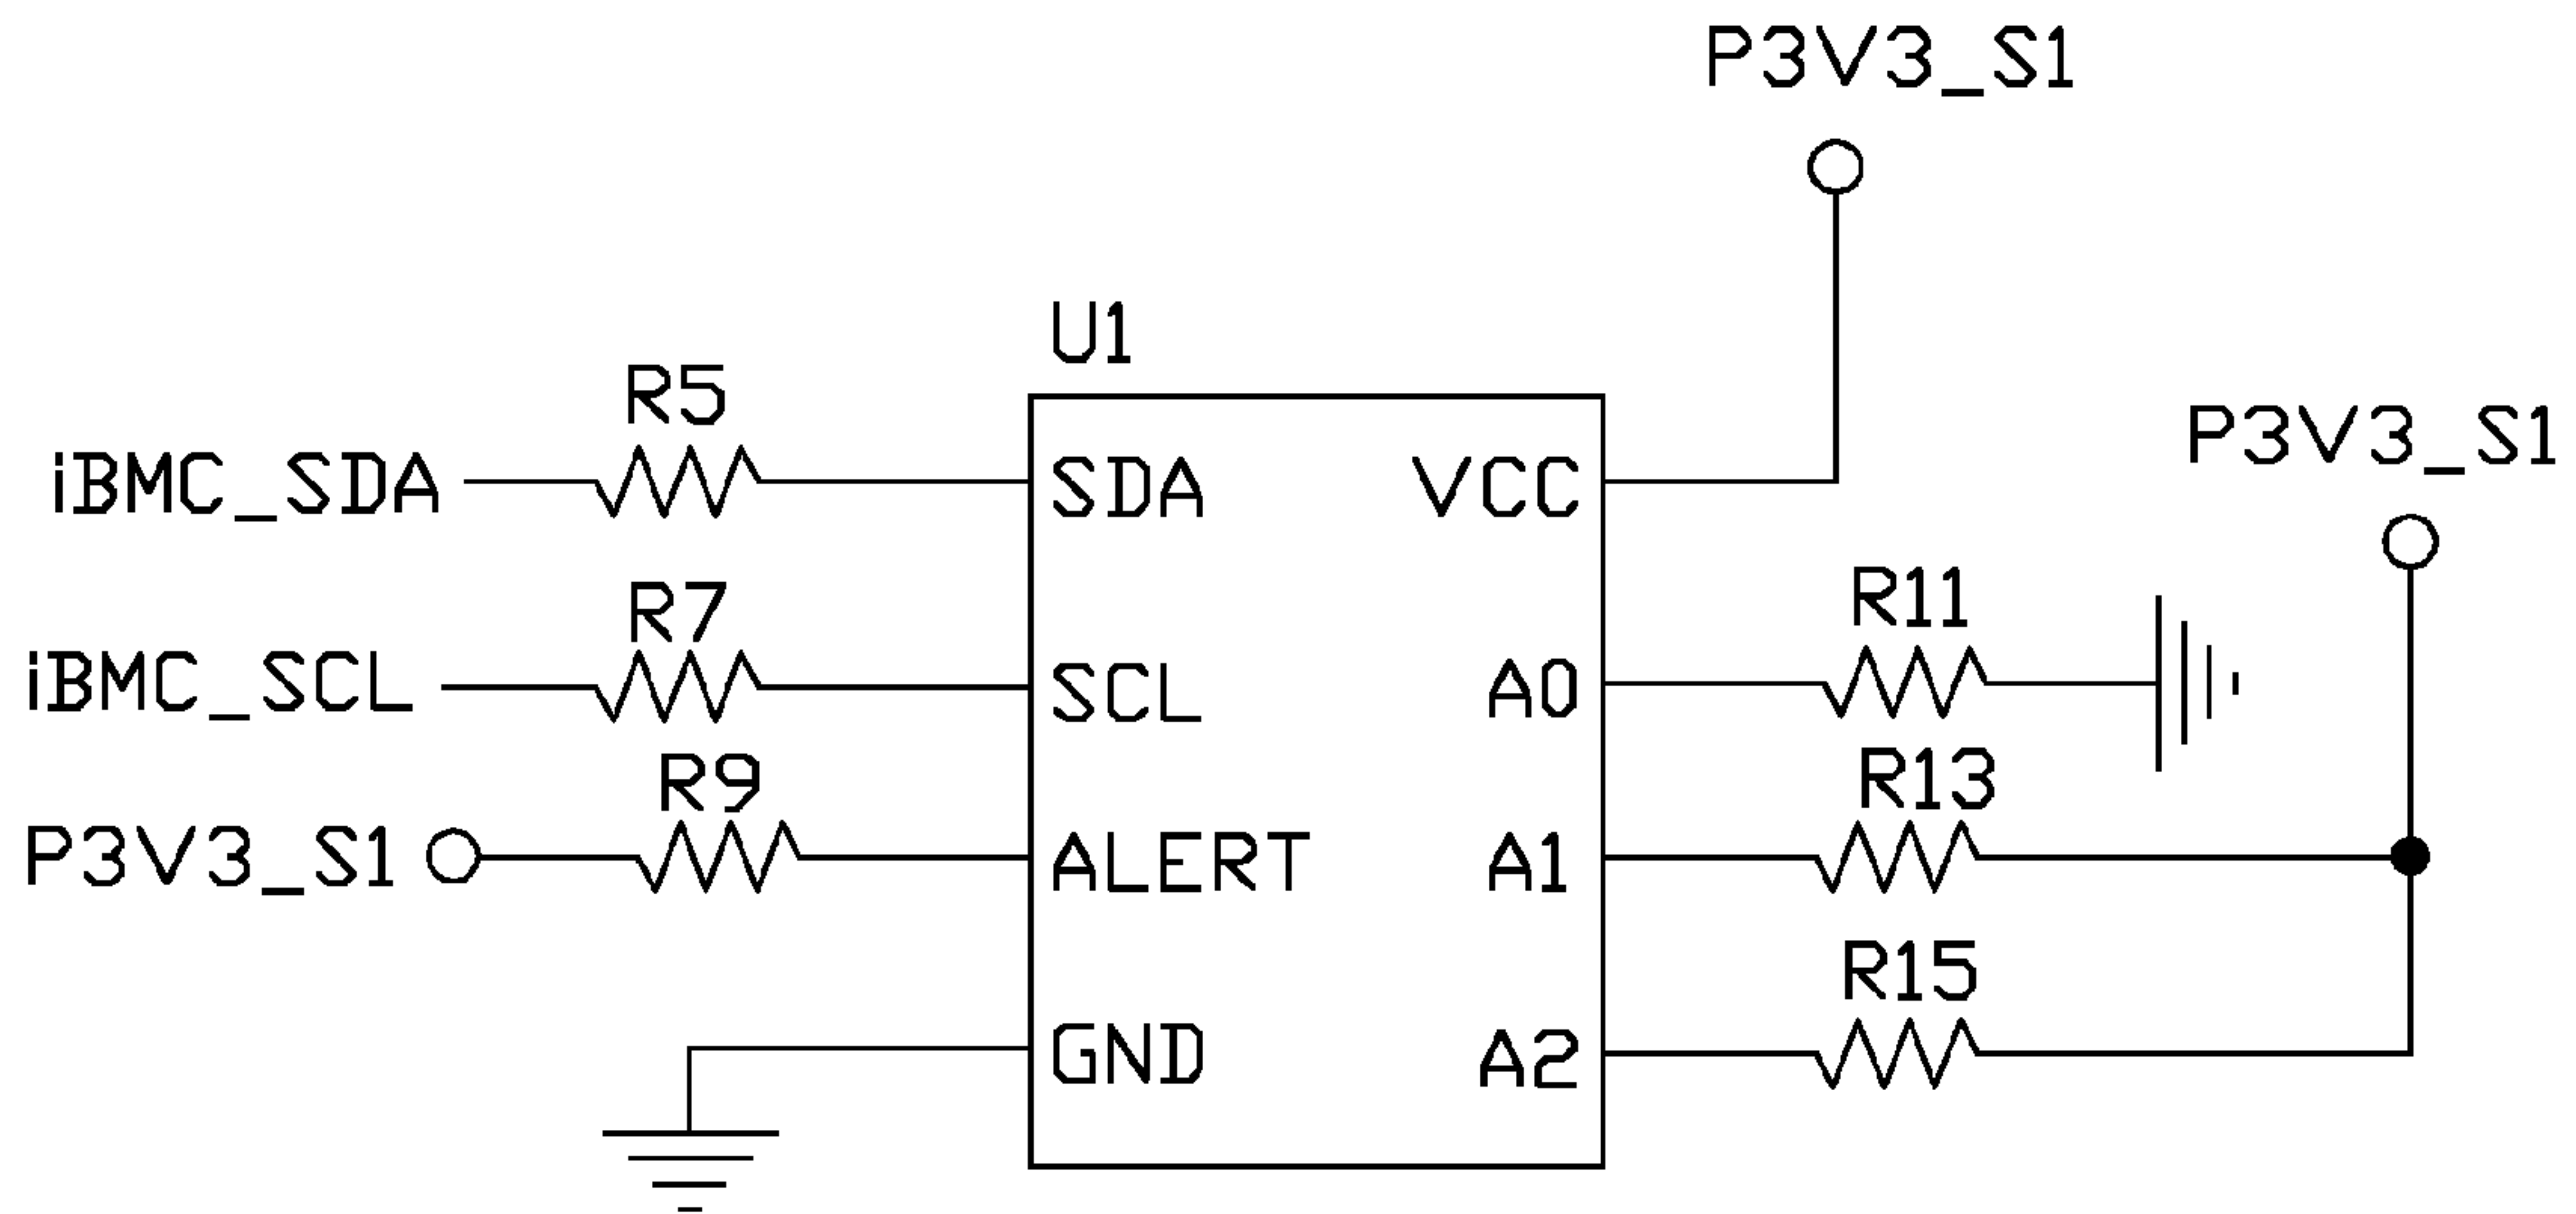 P3V3_S1
U1
R5
iBMC_SDA
SDA
VCC
P3V3_S1
R7
R11
iBMC_SCL
SCL
A0
R9
R13
P3V3_S1
ALERT
A1
R15
GND
A2